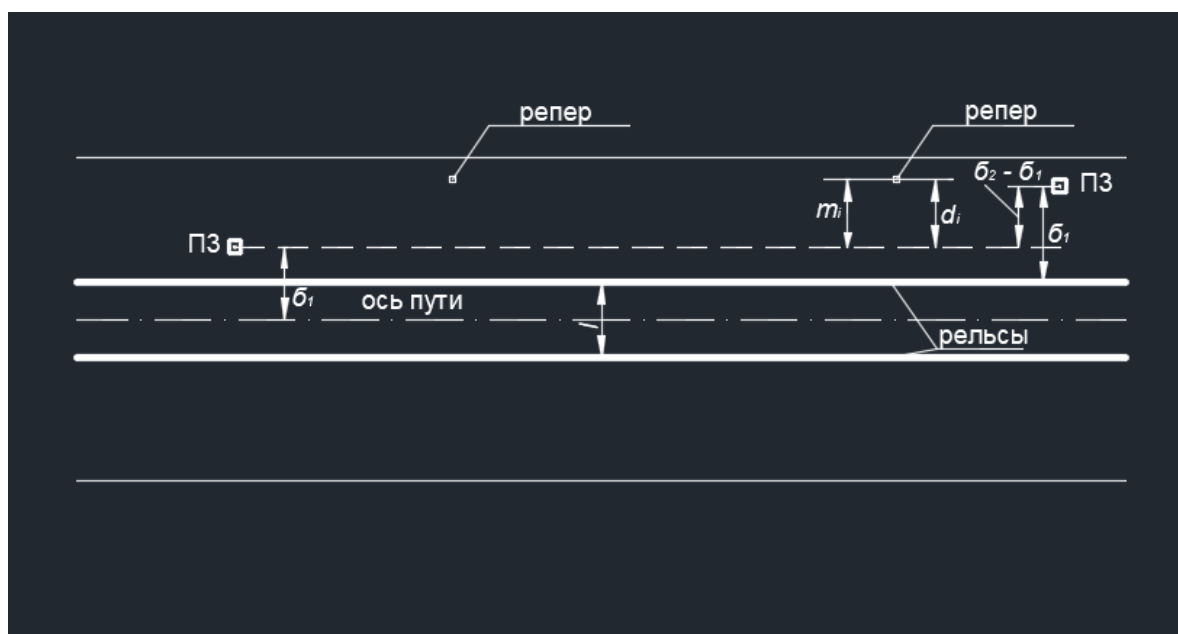 репер
репер
б₂ - б₁
ПЗ
mᵢ
dᵢ
ПЗ
б₁
б₁
ось пути
l
рельсы